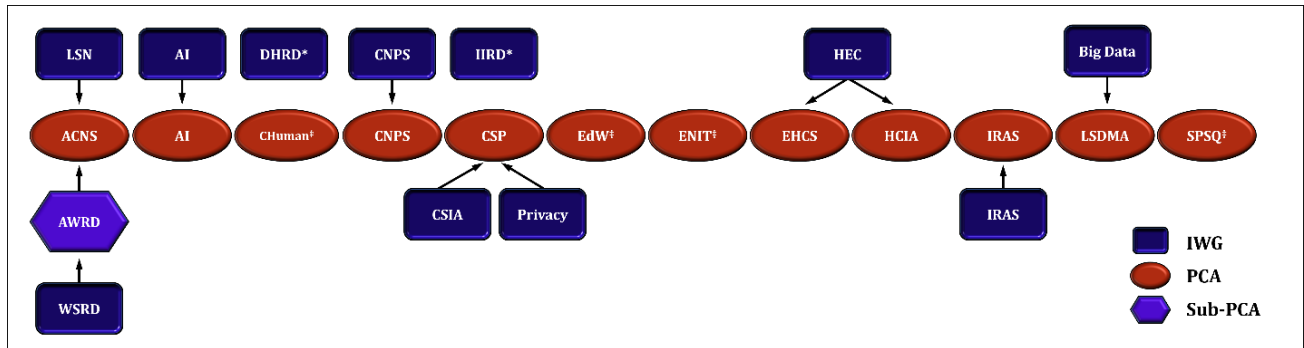 LSN
AI
DHRD*
CNPS
IIRD*
HEC
Big Data
ACNS
AI
CHuman‡
CNPS
CSP
EdW‡
ENIT‡
EHCS
HCIA
IRAS
LSDMA
SPSQ‡
AWRD
CSIA
Privacy
IRAS
WSRD
IWG
PCA
Sub-PCA